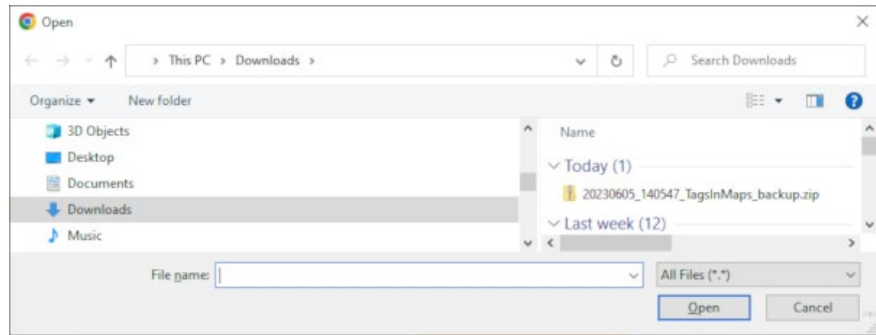 Open
This PC > Downloads >
Search Downloads
Organize
New folder
3D Objects
Desktop
Documents
Downloads
Music
Name
Today (1)
20230605_140547_TagsInMaps_backup.zip
Last week (12)
File name:
All Files (*.*)
Open
Cancel